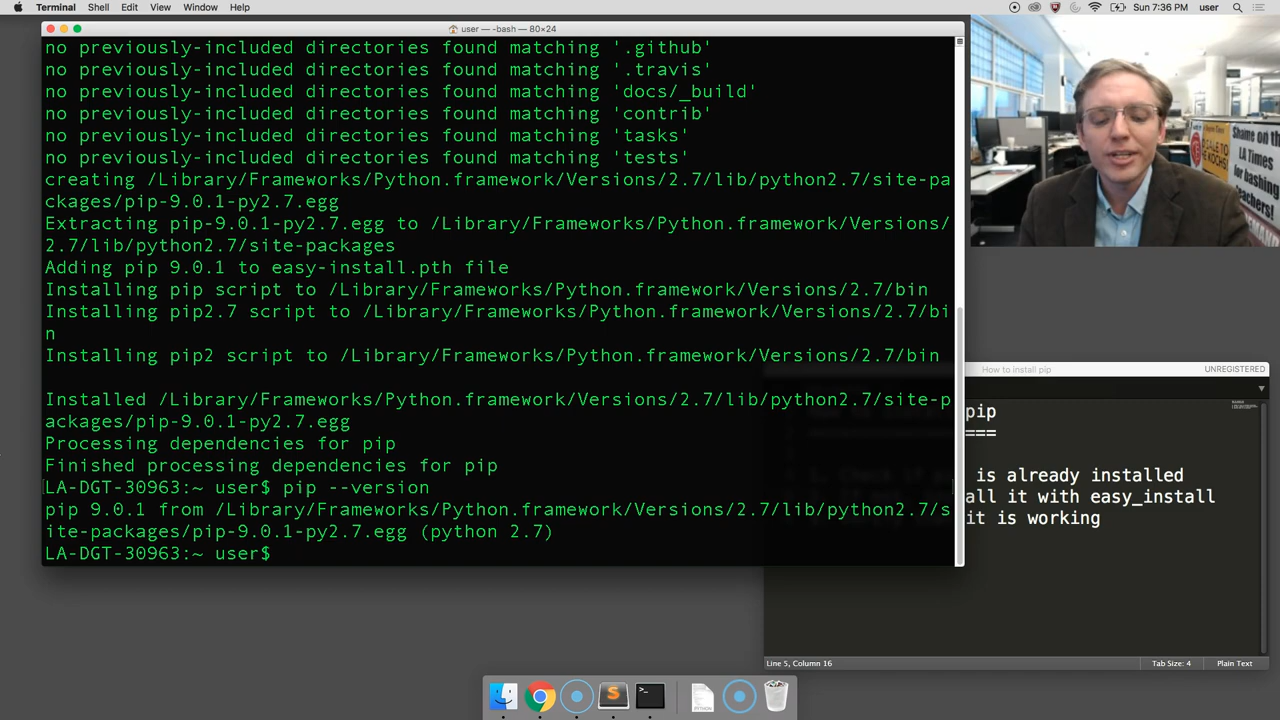 Terminal Shell Edit View Window Help
Sun 7:36 PM user
user — -bash — 80×24
no previously-included directories found matching '.github'
no previously-included directories found matching '.travis'
no previously-included directories found matching 'docs/_build'
no previously-included directories found matching 'contrib'
no previously-included directories found matching 'tasks'
no previously-included directories found matching 'tests'
creating /Library/Frameworks/Python.framework/Versions/2.7/lib/python2.7/site-pa
ckages/pip-9.0.1-py2.7.egg
Extracting pip-9.0.1-py2.7.egg to /Library/Frameworks/Python.framework/Versions/
2.7/lib/python2.7/site-packages
Adding pip 9.0.1 to easy-install.pth file
Installing pip script to /Library/Frameworks/Python.framework/Versions/2.7/bin
Installing pip2.7 script to /Library/Frameworks/Python.framework/Versions/2.7/bi
n
Installing pip2 script to /Library/Frameworks/Python.framework/Versions/2.7/bin
Installed /Library/Frameworks/Python.framework/Versions/2.7/lib/python2.7/site-p
ackages/pip-9.0.1-py2.7.egg
Processing dependencies for pip
Finished processing dependencies for pip
LA-DGT-30963:~ user$ pip --version
pip 9.0.1 from /Library/Frameworks/Python.framework/Versions/2.7/lib/python2.7/s
ite-packages/pip-9.0.1-py2.7.egg (python 2.7)
LA-DGT-30963:~ user$
Shame on the
LA Times
for bashing
teachers!
How to install pip
UNREGISTERED
pip
===
is already installed
all it with easy_install
it is working
Line 5, Column 16
Tab Size: 4
Plain Text
PYTHON